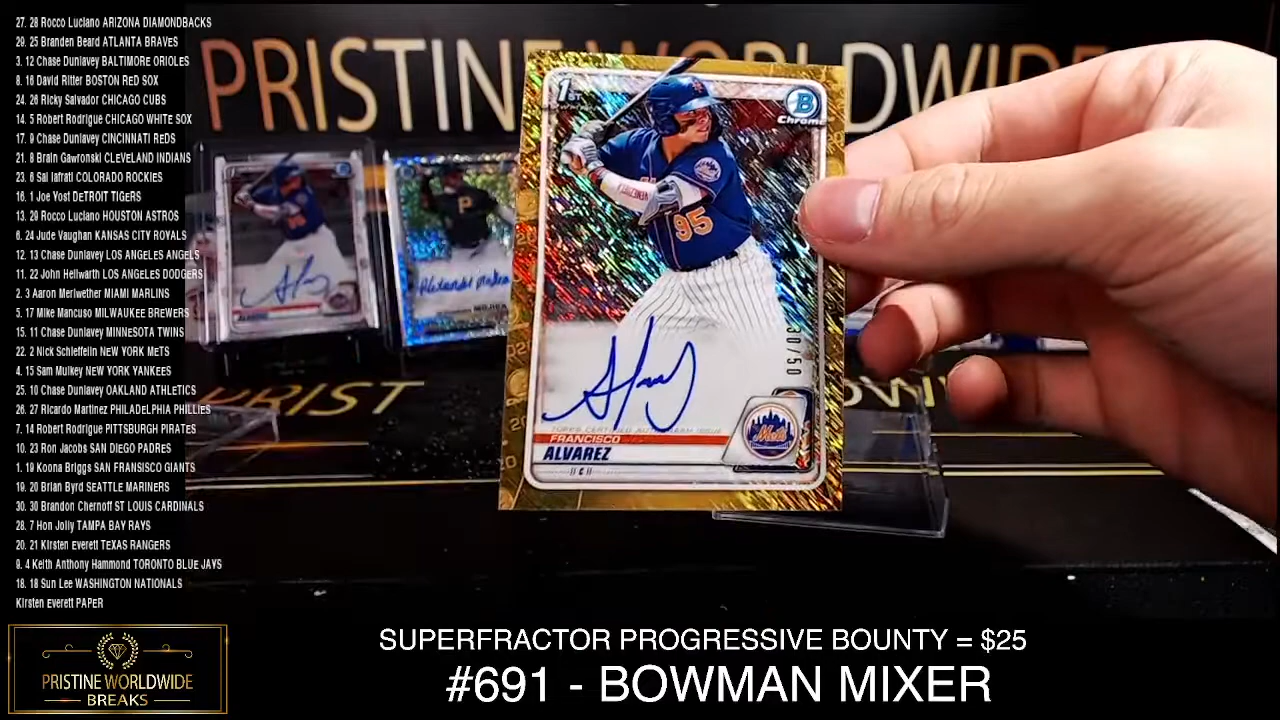 27. 28 Rocco Luciano ARIZONA DIAMONDBACKS
29. 25 Branden Beard ATLANTA BRAVES
3. 12 Chase Dunlavey BALTIMORE ORIOLES
8. 16 David Ritter BOSTON RED SOX
24. 26 Ricky Salvador CHICAGO CUBS
14. 5 Robert Rodrigue CHICAGO WHITE SOX
17. 9 Chase Dunlavey CINCINNATI REDS
21. 8 Brain Gawronski CLEVELAND INDIANS
23. 6 Sal Iafrati COLORADO ROCKIES
16. 1 Joe Yost DETROIT TIGERS
13. 29 Rocco Luciano HOUSTON ASTROS
6. 24 Jude Vaughan KANSAS CITY ROYALS
12. 13 Chase Dunlavey LOS ANGELES ANGELS
11. 22 John Hellwarth LOS ANGELES DODGERS
2. 3 Aaron Meriwether MIAMI MARLINS
5. 17 Mike Mancuso MILWAUKEE BREWERS
15. 11 Chase Dunlavey MINNESOTA TWINS
22. 2 Nick Schieffelin NEW YORK METS
4. 15 Sam Mulkey NEW YORK YANKEES
25. 10 Chase Dunlavey OAKLAND ATHLETICS
26. 27 Ricardo Martinez PHILADELPHIA PHILLIES
7. 14 Robert Rodrigue PITTSBURGH PIRATES
10. 23 Ron Jacobs SAN DIEGO PADRES
1. 19 Koona Briggs SAN FRANSISCO GIANTS
19. 20 Brian Byrd SEATTLE MARINERS
30. 30 Brandon Chernoff ST LOUIS CARDINALS
28. 7 Hon Jolly TAMPA BAY RAYS
20. 21 Kirsten Everett TEXAS RANGERS
9. 4 Keith Anthony Hammond TORONTO BLUE JAYS
18. 18 Sun Lee WASHINGTON NATIONALS
Kirsten Everett PAPER
PRISTINE W RLDWIDE
1ST
B
Chrome
95
30/50
TOPPS CERTIFIED AUTOGRAPH ISSUE
FRANCISCO
ALVAREZ
C
Mets
P
RIST
PRISTINE WORLDWIDE
BREAKS
SUPERFRACTOR PROGRESSIVE BOUNTY = $25
#691 - BOWMAN MIXER